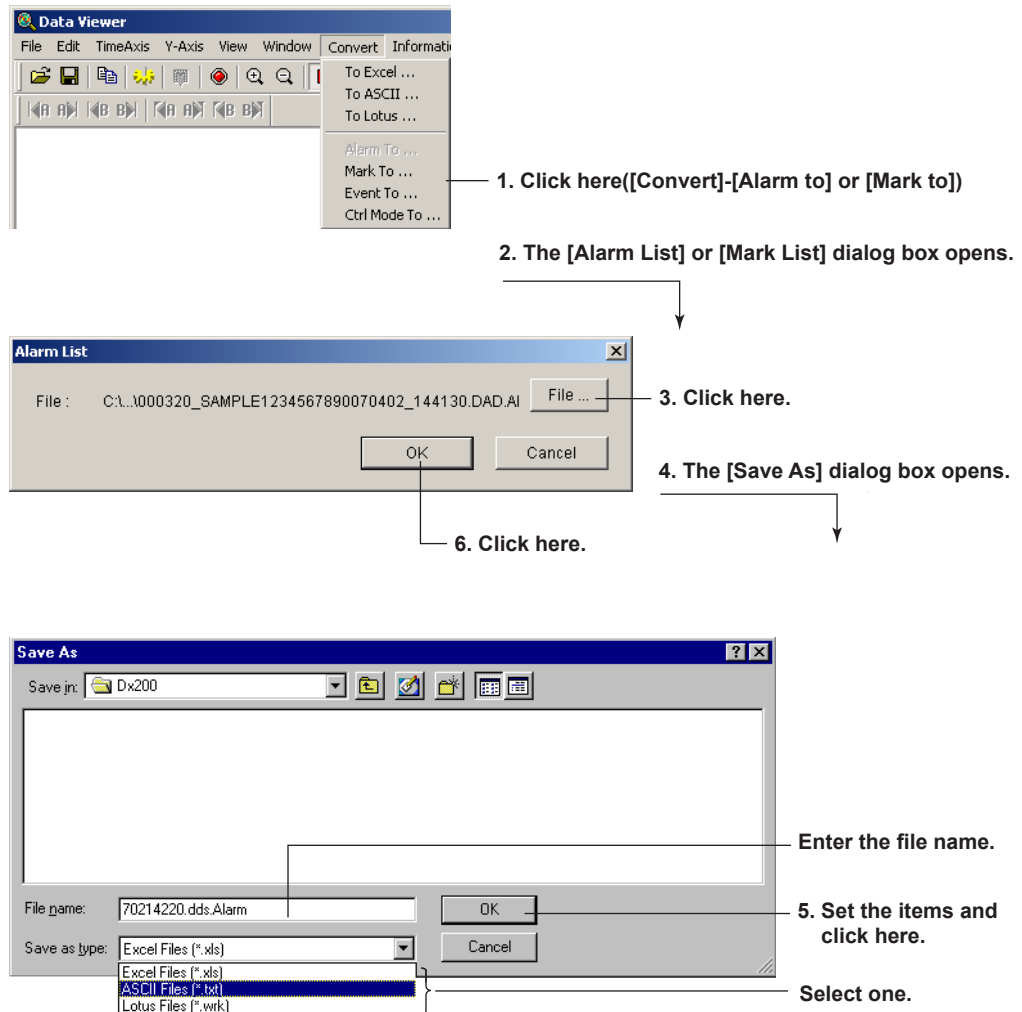 Data Viewer
File Edit TimeAxis Y-Axis View Window Convert Informati
To Excel ...
To ASCII ...
To Lotus ...
Alarm To ...
Mark To ...
Event To ...
Ctrl Mode To ...
1. Click here([Convert]-[Alarm to] or [Mark to])
2. The [Alarm List] or [Mark List] dialog box opens.
Alarm List
File : C:\...\000320_SAMPLE1234567890070402_144130.DAD.Al File ...
3. Click here.
OK Cancel
4. The [Save As] dialog box opens.
6. Click here.
Save As
Save in: Dx200
Enter the file name.
File name: 70214220.dds.Alarm OK
5. Set the items and
click here.
Save as type: Excel Files (*.xls) Cancel
Excel Files (*.xls)
ASCII Files (*.txt)
Lotus Files (*.wrk)
Select one.